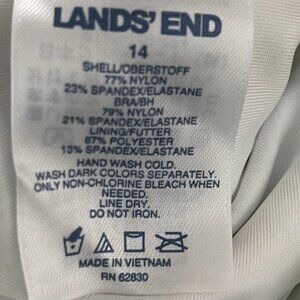 LANDS' END
14
SHELL/OBERSTOFF
77% NYLON
23% SPANDEX/ELASTANE
BRA/BH
79% NYLON
21% SPANDEX/ELASTANE
LINING/FUTTER
67% POLYESTER
13% SPANDEX/ELASTANE
HAND WASH COLD.
WASH DARK COLORS SEPARATELY.
ONLY NON-CHLORINE BLEACH WHEN
NEEDED.
LINE DRY.
DO NOT IRON.
MADE IN VIETNAM
RN 62830